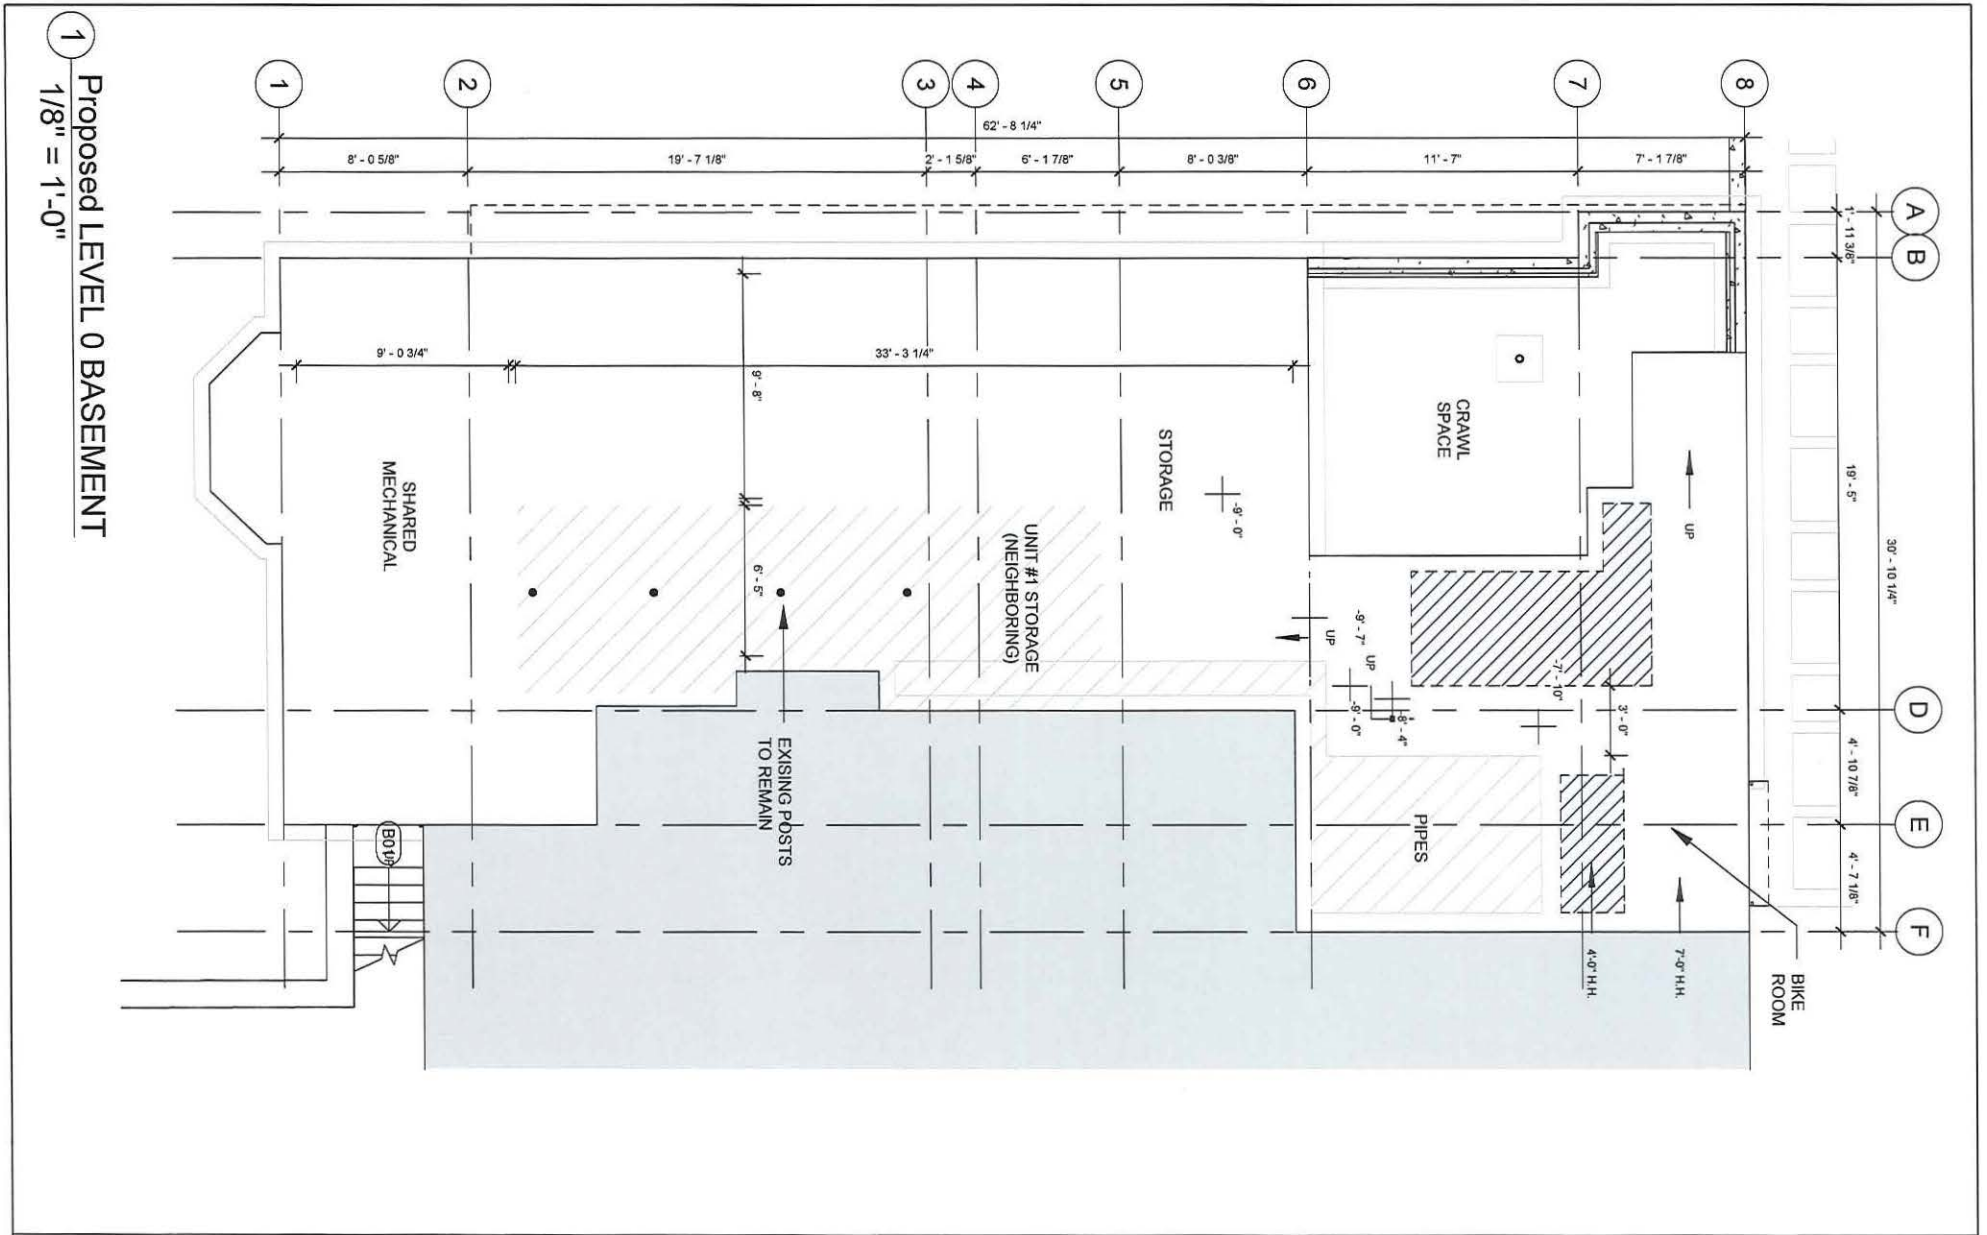 1
Proposed LEVEL 0 BASEMENT
1/8" = 1'-0"
1
2
3
4
5
6
7
8
62' - 8 1/4"
8' - 0 5/8"
19' - 7 1/8"
2' - 1 5/8"
6' - 1 7/8"
8' - 0 3/8"
11' - 7"
7' - 1 7/8"
A
B
D
E
F
1' - 11 3/8"
19' - 5"
4' - 10 7/8"
4' - 7 1/8"
30' - 10 1/4"
9' - 0 3/4"
33' - 3 1/4"
9' - 8"
6' - 5"
SHARED
MECHANICAL
UNIT #1 STORAGE
(NEIGHBORING)
STORAGE
-9' - 0"
CRAWL
SPACE
UP
UP
-9' - 7"
UP
-9' - 0"
-8' - 4"
-7' - 10"
3' - 0"
EXISING POSTS
TO REMAIN
PIPES
4'-0" H.H.
7'-0" H.H.
BIKE
ROOM